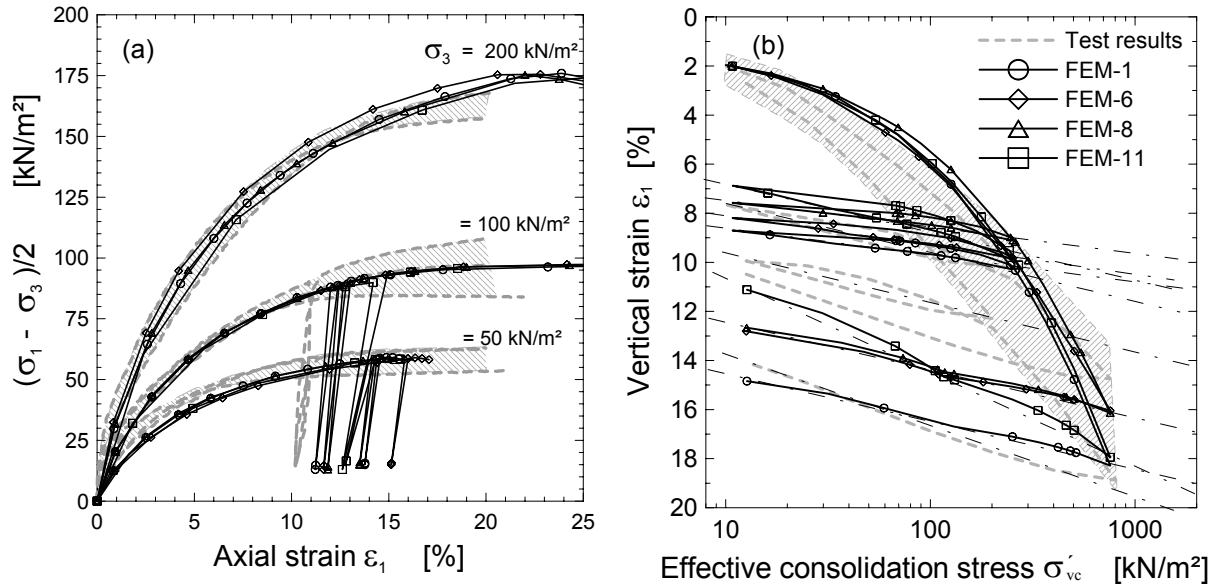 (a)
σ₃ = 200 kN/m²
= 100 kN/m²
= 50 kN/m²
(σ₁ - σ₃)/2 [kN/m²]
200
175
150
125
100
75
50
25
0
0 5 10 15 20 25
Axial strain ε₁ [%]
(b)
Test results
FEM-1
FEM-6
FEM-8
FEM-11
Vertical strain ε₁ [%]
0
2
4
6
8
10
12
14
16
18
20
10 100 1000
Effective consolidation stress σ′vc [kN/m²]